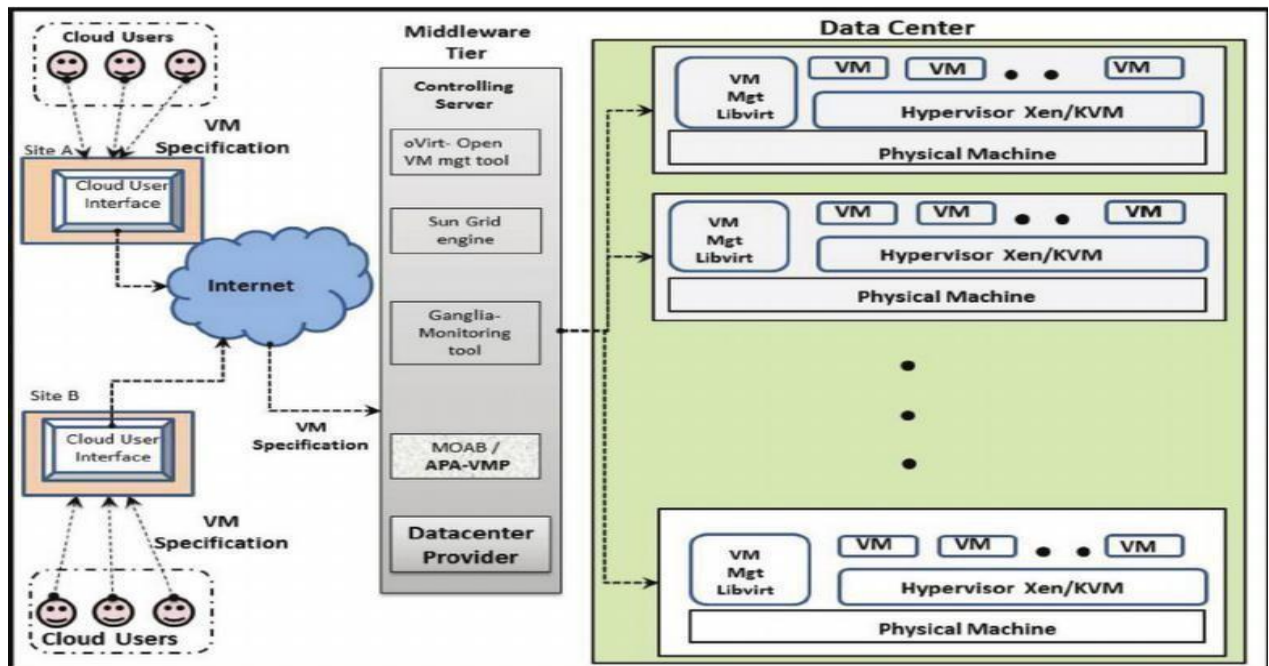 Cloud Users
VM
Specification
Site A
Cloud User
Interface
Internet
Site B
Cloud User
Interface
VM
Specification
Cloud Users
VM
Specification
Middleware
Tier
Controlling
Server
oVirt- Open
VM mgt tool
Sun Grid
engine
Ganglia-
Monitoring
tool
MOAB /
APA-VMP
Datacenter
Provider
Data Center
VM
Mgt
Libvirt
VM VM VM
Hypervisor Xen/KVM
Physical Machine
VM
Mgt
Libvirt
VM VM VM
Hypervisor Xen/KVM
Physical Machine
VM
Mgt
Libvirt
VM VM VM
Hypervisor Xen/KVM
Physical Machine